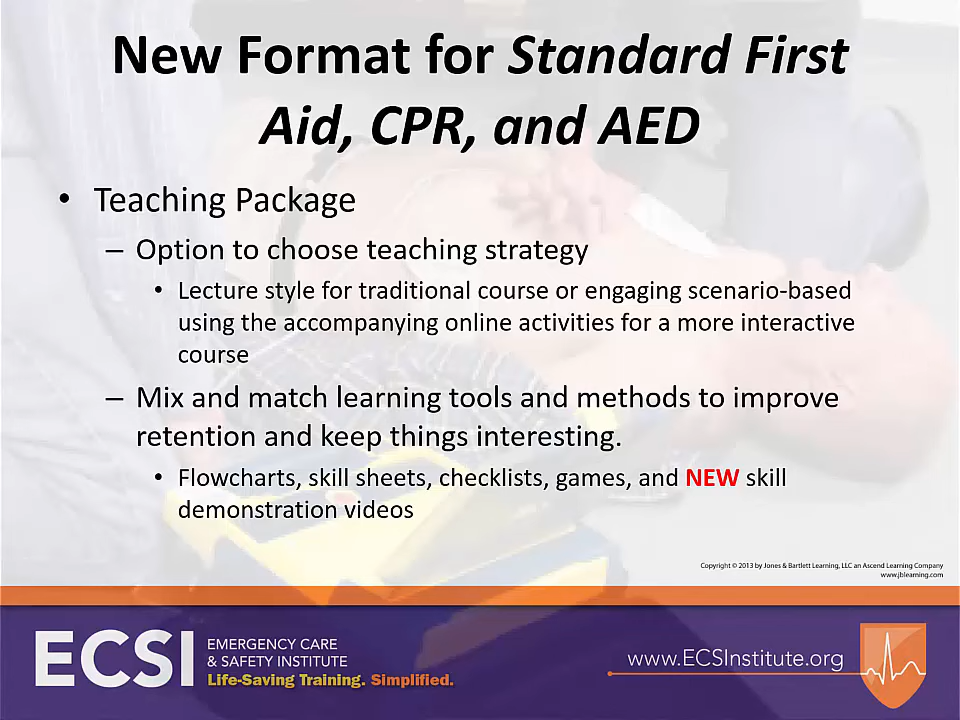 New Format for Standard First
Aid, CPR, and AED
• Teaching Package
– Option to choose teaching strategy
• Lecture style for traditional course or engaging scenario-based
using the accompanying online activities for a more interactive
course
– Mix and match learning tools and methods to improve
retention and keep things interesting.
• Flowcharts, skill sheets, checklists, games, and NEW skill
demonstration videos
Copyright © 2013 by Jones & Bartlett Learning, LLC an Ascend Learning Company
www.jblearning.com
ECSI
EMERGENCY CARE
& SAFETY INSTITUTE
Life-Saving Training. Simplified.
www.ECSInstitute.org